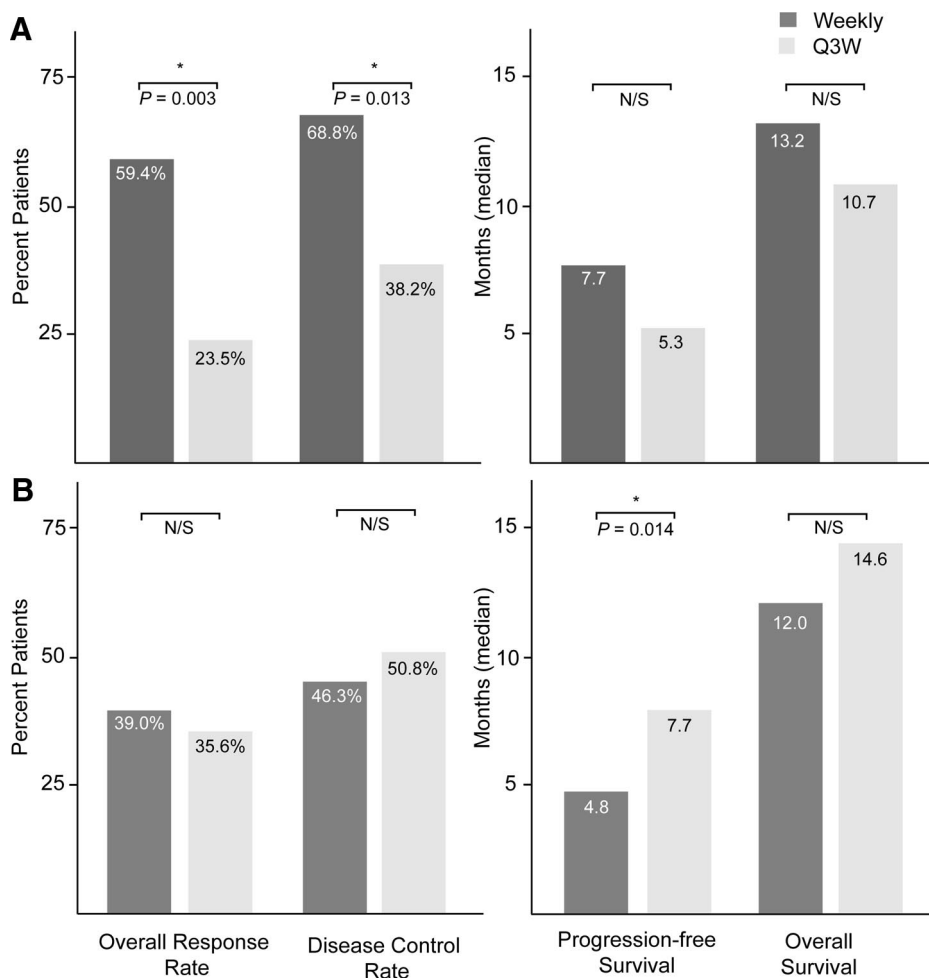 Weekly
Q3W
A
Percent Patients
75
50
25
*
P = 0.003
*
P = 0.013
59.4%
23.5%
68.8%
38.2%
Months (median)
15
10
5
N/S
N/S
7.7
5.3
13.2
10.7
B
Percent Patients
75
50
25
N/S
N/S
39.0%
35.6%
46.3%
50.8%
Overall Response
Rate
Disease Control
Rate
Months (median)
15
10
5
*
P = 0.014
N/S
4.8
7.7
12.0
14.6
Progression-free
Survival
Overall
Survival